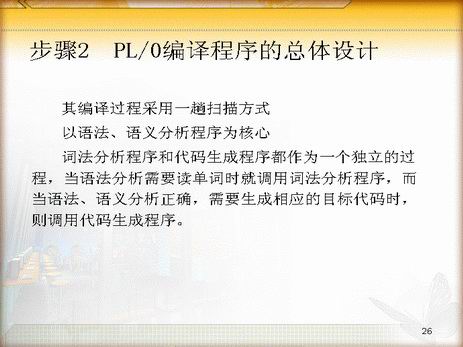 步骤2 PL/0编译程序的总体设计
其编译过程采用一趟扫描方式
以语法、语义分析程序为核心
词法分析程序和代码生成程序都作为一个独立的过
程，当语法分析需要读单词时就调用词法分析程序，而
当语法、语义分析正确，需要生成相应的目标代码时，
则调用代码生成程序。
26